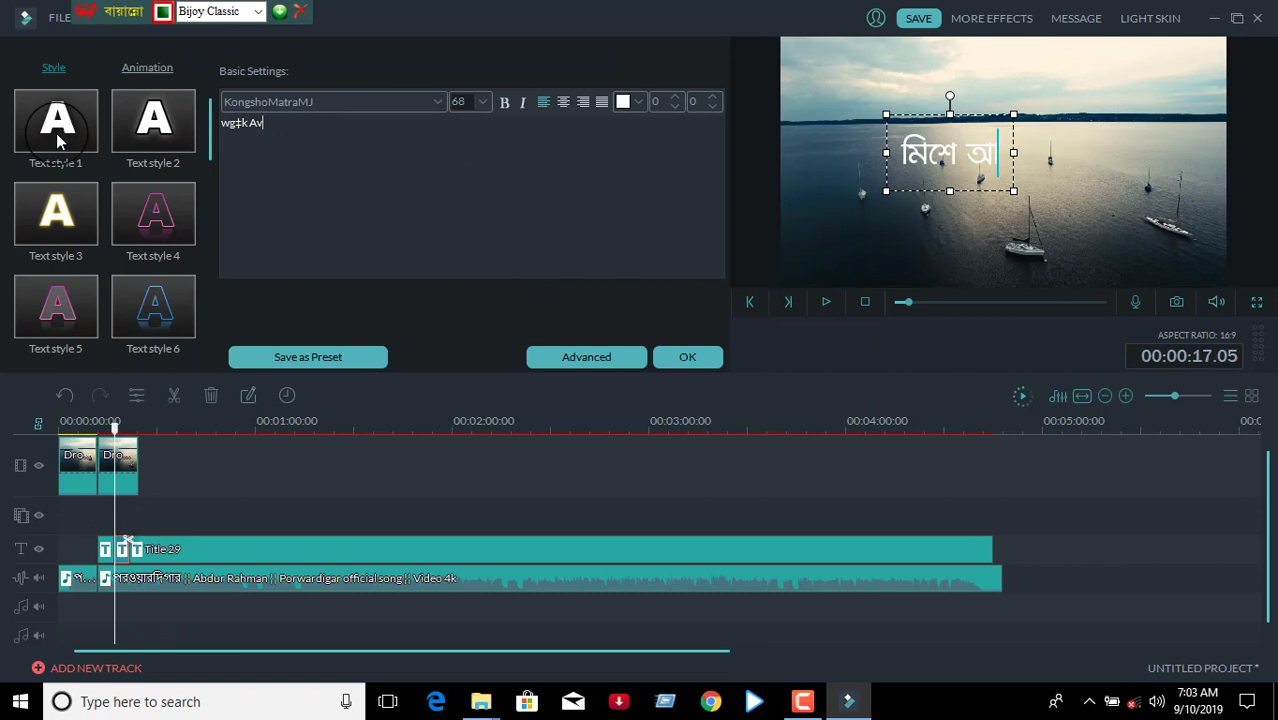 FILE
বায়ান্নো
Bijoy Classic
SAVE
MORE EFFECTS
MESSAGE
LIGHT SKIN
Style
Animation
Basic Settings:
KongshoMatraMJ
68
B
I
0
0
wg‡k Av
A
Text style 1
A
Text style 2
A
Text style 3
A
Text style 4
A
Text style 5
A
Text style 6
মিশে আ
Save as Preset
Advanced
OK
ASPECT RATIO: 16:9
00:00:17.05
00:00:00:00
00:01:00:00
00:02:00:00
00:03:00:00
00:04:00:00
00:05:00:00
Dro...
Dro...
T
T
T
T Title 29
প...
পরওয়ারদিগার || Abdur Rahman || Porwardigar official song || Video 4k
ADD NEW TRACK
UNTITLED PROJECT *
Type here to search
7:03 AM
9/10/2019